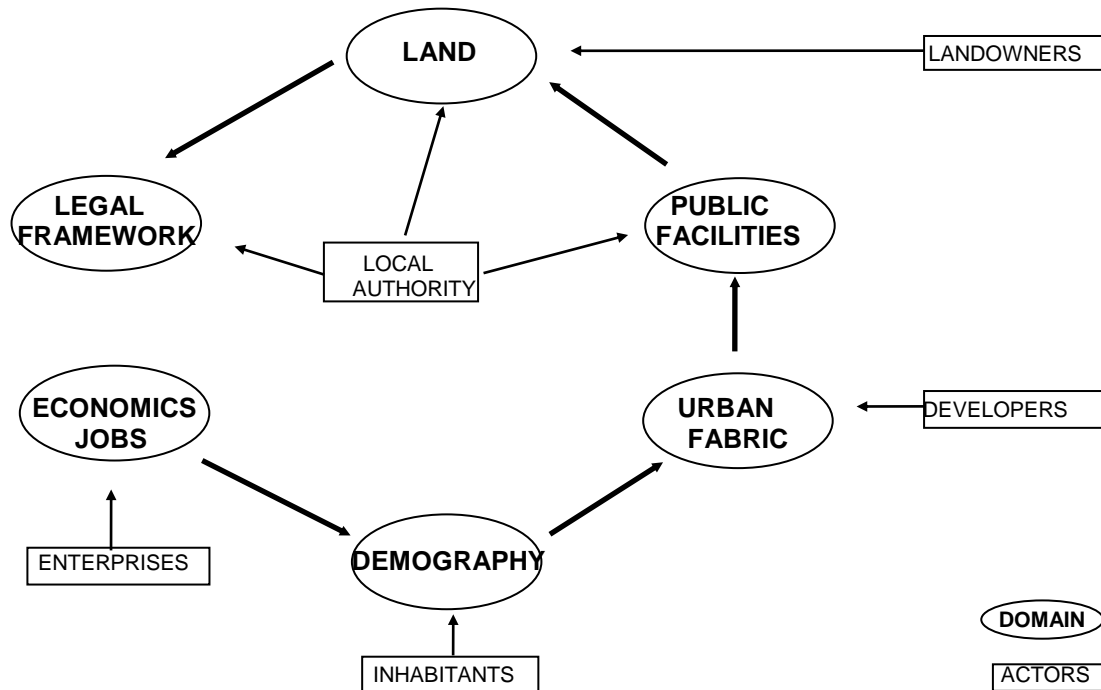 LAND
LANDOWNERS
LEGAL
FRAMEWORK
PUBLIC
FACILITIES
LOCAL
AUTHORITY
ECONOMICS
JOBS
URBAN
FABRIC
DEVELOPERS
ENTERPRISES
DEMOGRAPHY
INHABITANTS
DOMAIN
ACTORS